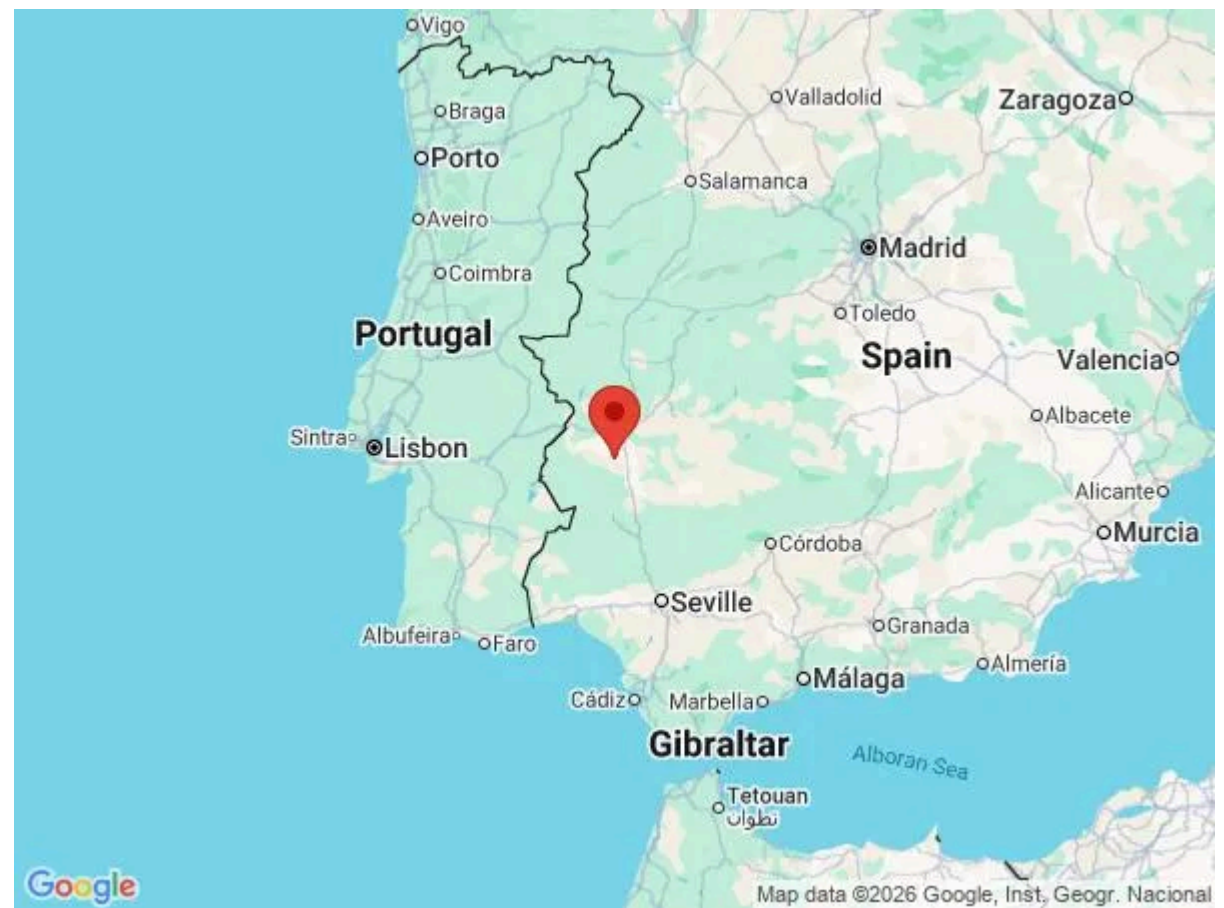 Vigo
Valladolid
Zaragoza
Braga
Porto
Salamanca
Aveiro
Madrid
Coimbra
Toledo
Portugal
Spain
Valencia
Albacete
Sintra
Lisbon
Alicante
Murcia
Córdoba
Seville
Granada
Albufeira
Faro
Almería
Málaga
Cádiz
Marbella
Gibraltar
Alboran Sea
Tetouan
تطوان
Google
Map data ©2026 Google, Inst. Geogr. Nacional